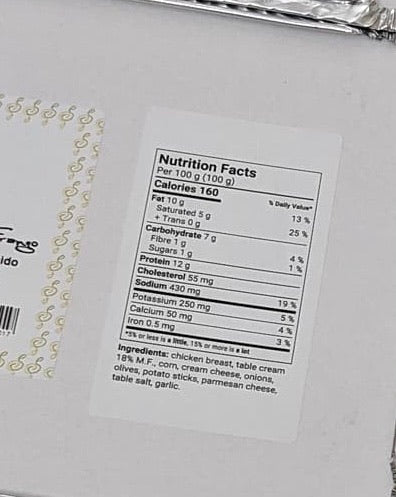 ido
Nutrition Facts
Per 100 g (100 g)
Calories 160
% Daily Value*
Fat 10 g 13 %
Saturated 5 g
+ Trans 0 g 25 %
Carbohydrate 7 g
Fibre 1 g 4 %
Sugars 1 g 1 %
Protein 12 g
Cholesterol 55 mg
Sodium 430 mg 19 %
Potassium 250 mg 5 %
Calcium 50 mg 4 %
Iron 0.5 mg 3 %
*5% or less is a little, 15% or more is a lot
Ingredients: chicken breast, table cream
18% M.F., corn, cream cheese, onions,
olives, potato sticks, parmesan cheese,
table salt, garlic.